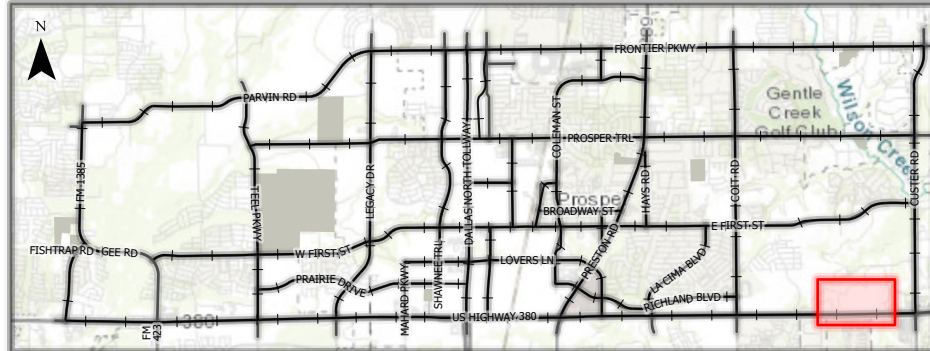 N
FRONTIER PKWY
PARVIN RD
Gentle
Creek
Golf Club
Wilson Creek
PROSPER TRL
COLEMAN ST
FM 1385
TEEL PKWY
LEGACY DR
SHAWNEE TRL
DALLAS NORTH TOLLWAY
HAYS RD
COIT RD
CUSTER RD
Prosper
BROADWAY ST
E FIRST ST
PRESTON RD
FISHTRAP RD
GEE RD
W FIRST ST
LOVERS LN
LA CIMA BLVD
PRAIRIE DRIVE
MAHARD PKWY
RICHLAND BLVD
US HIGHWAY 380
FM
423
380